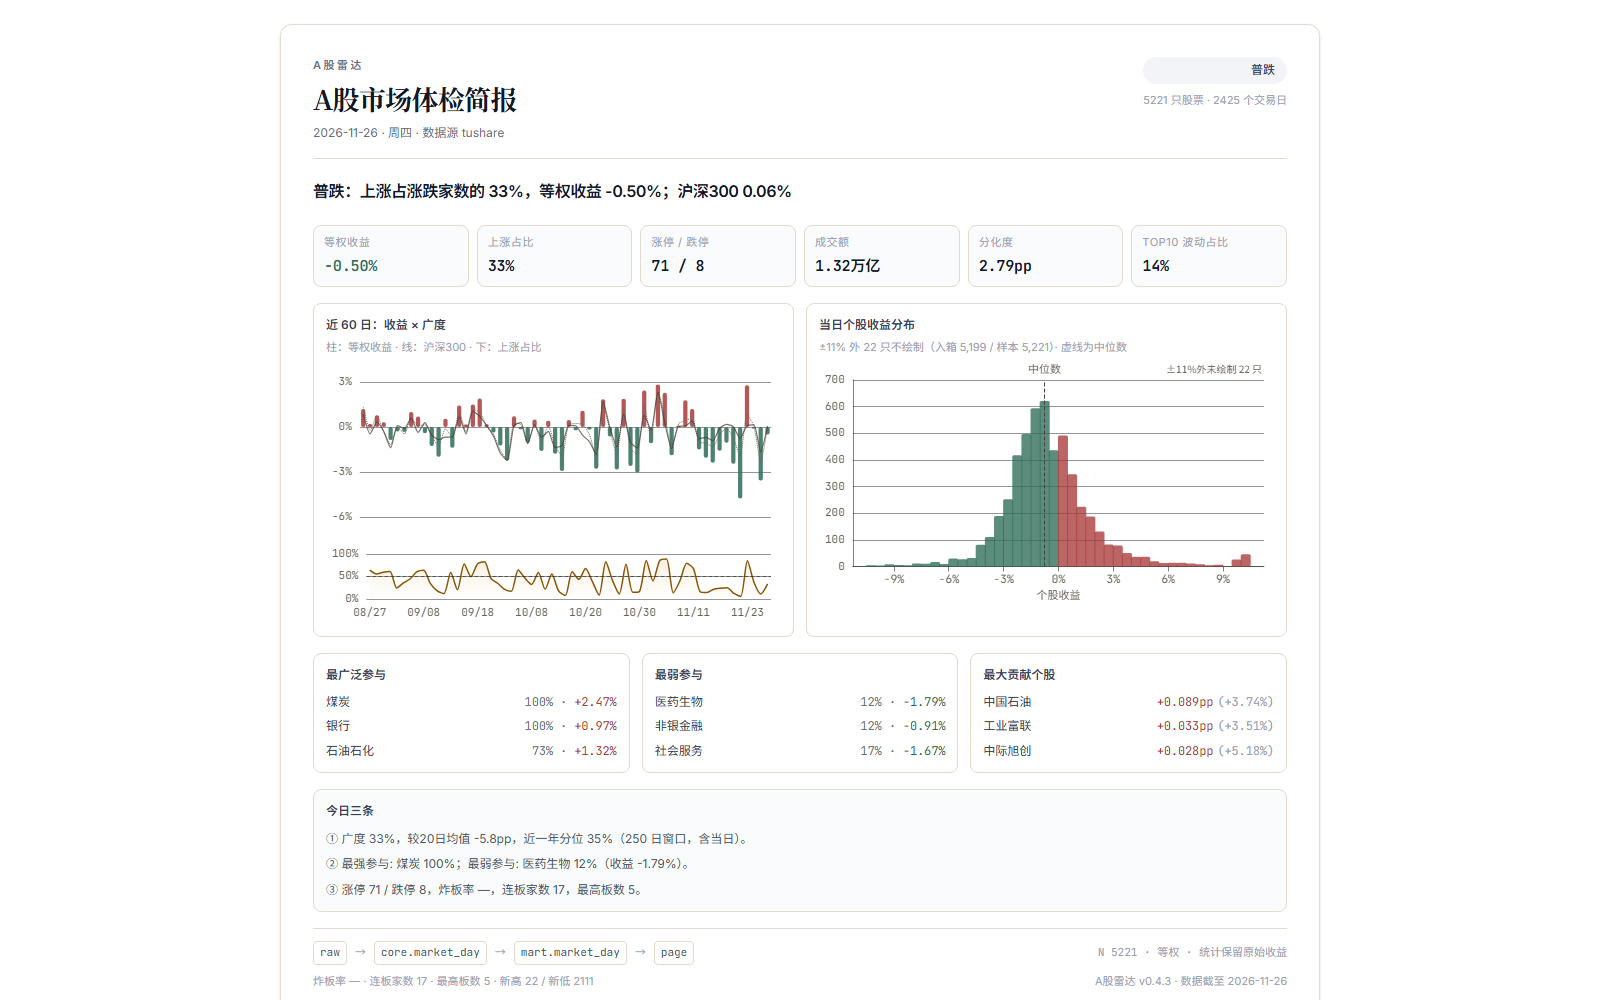 A股雷达
普跌
A股市场体检简报
5221 只股票 · 2425 个交易日
2026-11-26 · 周四 · 数据源 tushare
普跌：上涨占涨跌家数的 33%，等权收益 -0.50%；沪深300 0.06%
等权收益
-0.50%
上涨占比
33%
涨停 / 跌停
71 / 8
成交额
1.32万亿
分化度
2.79pp
TOP10 波动占比
14%
近 60 日：收益 × 广度
柱：等权收益 · 线：沪深300 · 下：上涨占比
3%
0%
-3%
-6%
100%
50%
0%
08/27 09/08 09/18 10/08 10/20 10/30 11/11 11/23
当日个股收益分布
±11% 外 22 只不绘制（入箱 5,199 / 样本 5,221）· 虚线为中位数
中位数
±11%外未绘制 22 只
700
600
500
400
300
200
100
0
-9% -6% -3% 0% 3% 6% 9%
个股收益
最广泛参与
煤炭 100% · +2.47%
银行 100% · +0.97%
石油石化 73% · +1.32%
最弱参与
医药生物 12% · -1.79%
非银金融 12% · -0.91%
社会服务 17% · -1.67%
最大贡献个股
中国石油 +0.089pp (+3.74%)
工业富联 +0.033pp (+3.51%)
中际旭创 +0.028pp (+5.18%)
今日三条
① 广度 33%，较20日均值 -5.8pp，近一年分位 35%（250 日窗口，含当日）。
② 最强参与: 煤炭 100%；最弱参与: 医药生物 12%（收益 -1.79%）。
③ 涨停 71 / 跌停 8，炸板率 —，连板家数 17，最高板数 5。
raw → core.market_day → mart.market_day → page
N 5221 · 等权 · 统计保留原始收益
炸板率 — · 连板家数 17 · 最高板数 5 · 新高 22 / 新低 2111
A股雷达 v0.4.3 · 数据截至 2026-11-26